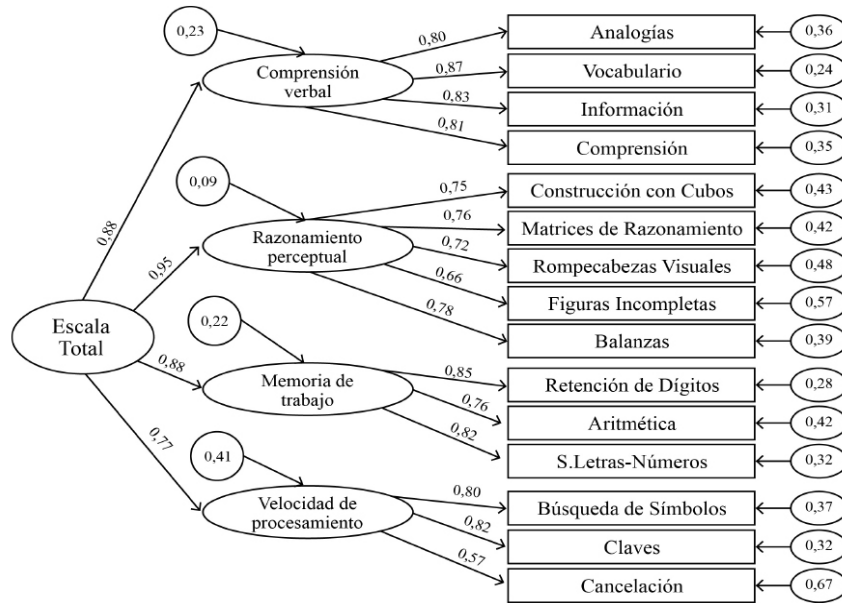 0,23
0,80
Analogías
0,36
Comprensión
verbal
0,87
Vocabulario
0,24
0,83
Información
0,31
0,81
Comprensión
0,35
0,88
0,09
0,75
Construcción con Cubos
0,43
Razonamiento
perceptual
0,76
Matrices de Razonamiento
0,42
0,72
Rompecabezas Visuales
0,48
0,95
0,66
Figuras Incompletas
0,57
0,78
Balanzas
0,39
Escala
Total
0,22
0,88
Memoria de
trabajo
0,85
Retención de Dígitos
0,28
0,76
Aritmética
0,42
0,82
S.Letras-Números
0,32
0,77
0,41
Velocidad de
procesamiento
0,80
Búsqueda de Símbolos
0,37
0,82
Claves
0,32
0,57
Cancelación
0,67